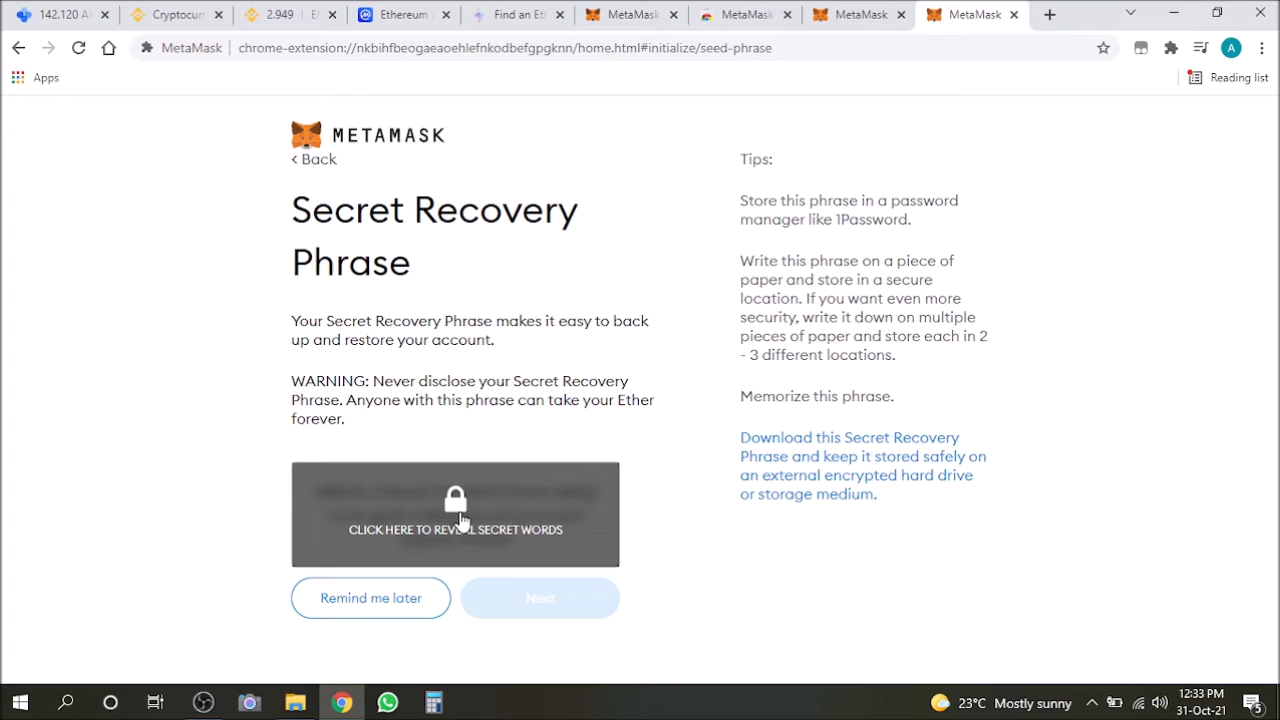 142.120 A
Cryptocum
2.949 | E
Ethereum p
Find an Et
MetaMask
MetaMask
MetaMask
MetaMask
MetaMask
chrome-extension://nkbihfbeogaeaoehlefnkodbefgpgknn/home.html#initialize/seed-phrase
A
Apps
Reading list
METAMASK
< Back
Secret Recovery
Phrase
Your Secret Recovery Phrase makes it easy to back
up and restore your account.
WARNING: Never disclose your Secret Recovery
Phrase. Anyone with this phrase can take your Ether
forever.
CLICK HERE TO REVEAL SECRET WORDS
Remind me later
Next
Tips:
Store this phrase in a password
manager like 1Password.
Write this phrase on a piece of
paper and store in a secure
location. If you want even more
security, write it down on multiple
pieces of paper and store each in 2
- 3 different locations.
Memorize this phrase.
Download this Secret Recovery
Phrase and keep it stored safely on
an external encrypted hard drive
or storage medium.
23°C Mostly sunny
12:33 PM
31-Oct-21
5